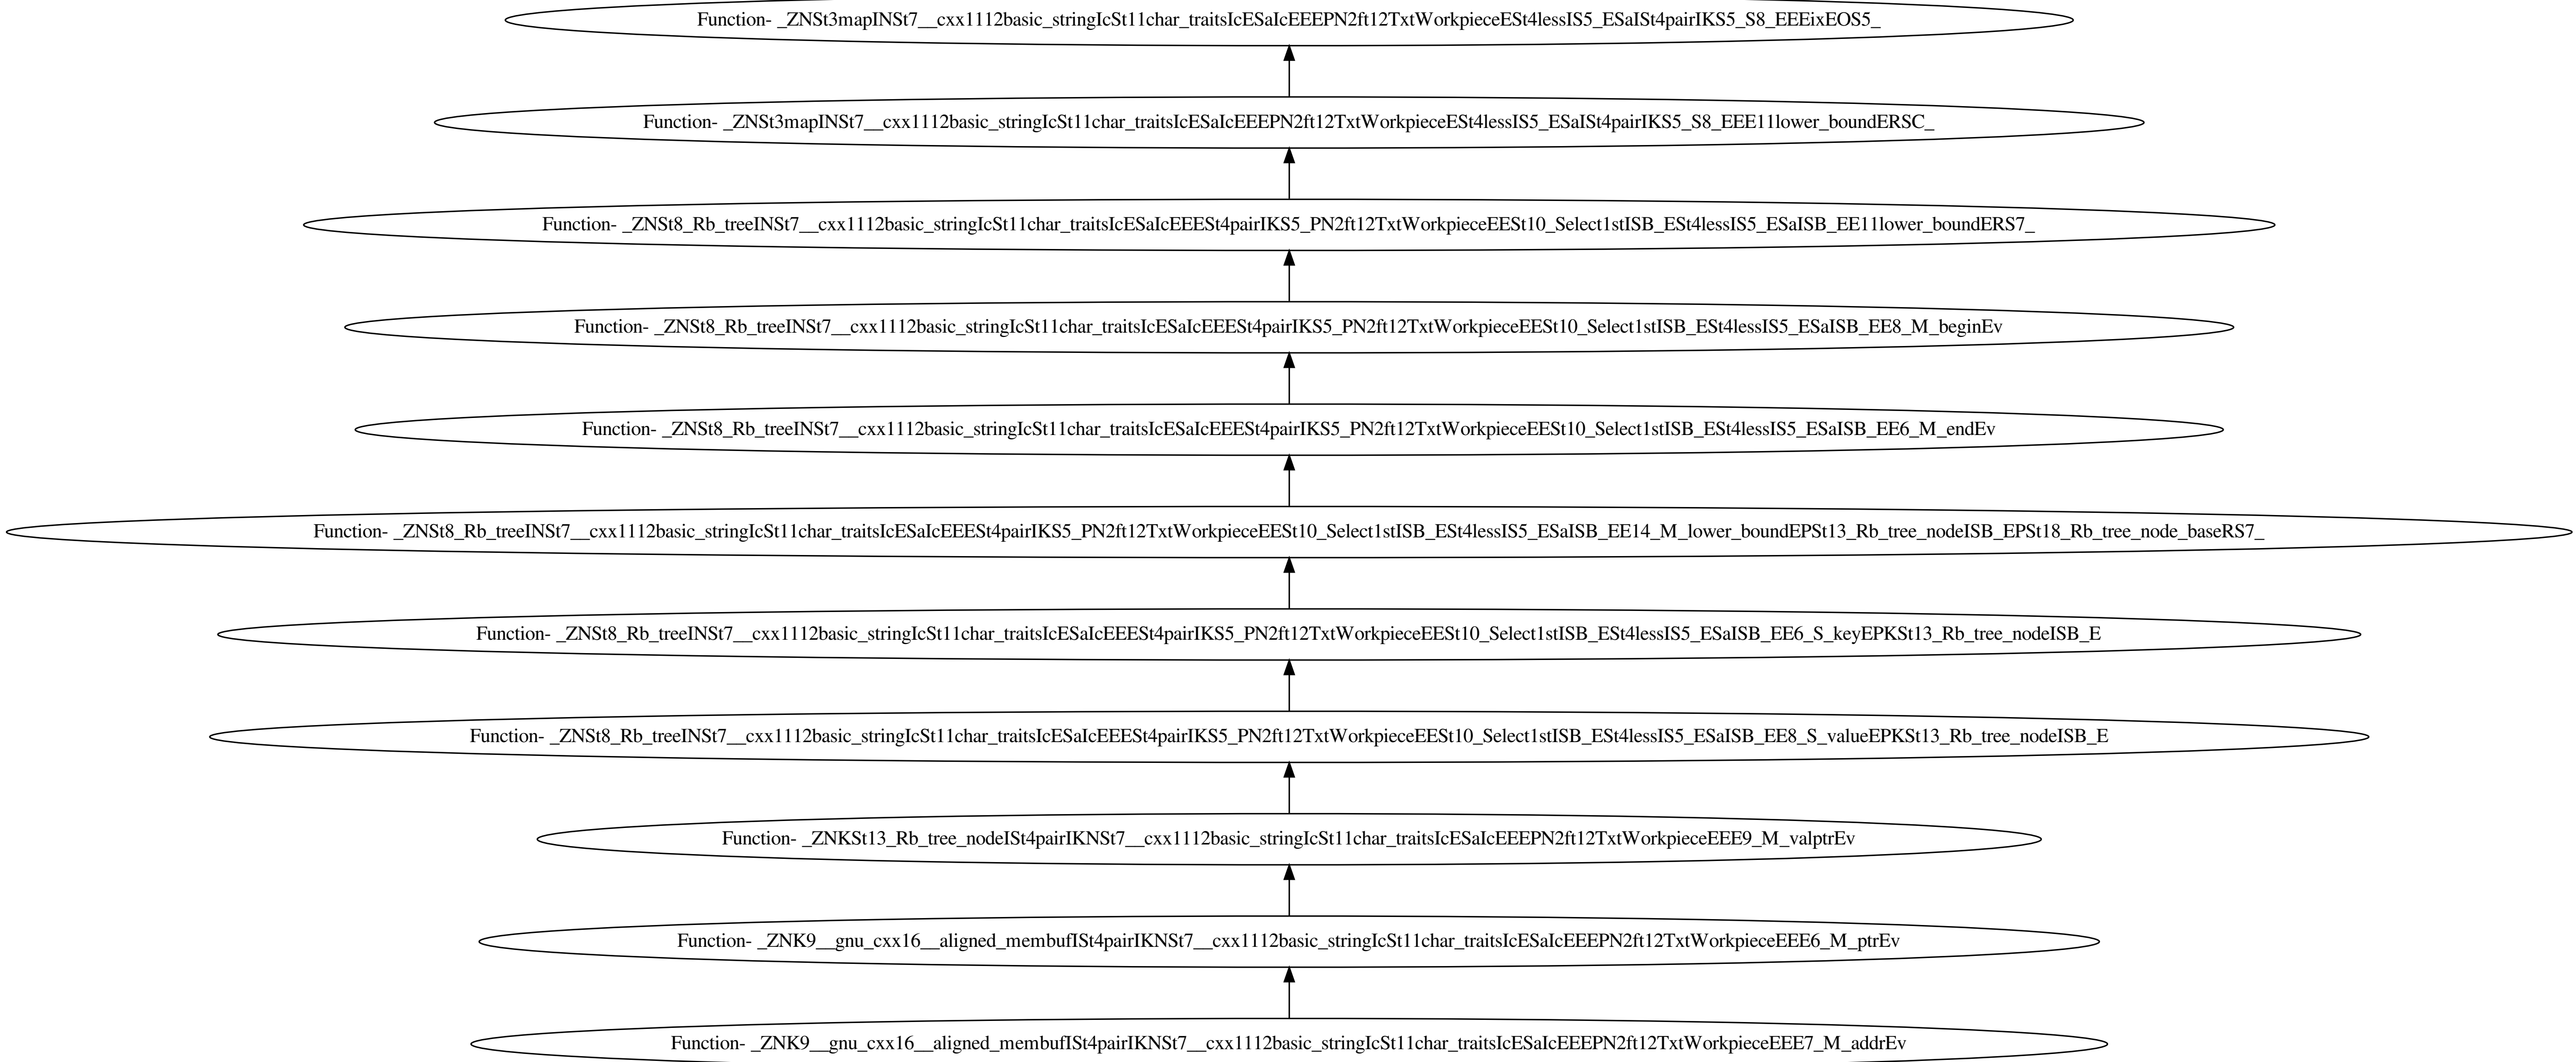 Function- _ZNSt3mapINSt7__cxx1112basic_stringIcSt11char_traitsIcESaIcEEEPN2ft12TxtWorkpieceESt4lessIS5_ESaISt4pairIKS5_S8_EEEixEOS5_
Function- _ZNSt3mapINSt7__cxx1112basic_stringIcSt11char_traitsIcESaIcEEEPN2ft12TxtWorkpieceESt4lessIS5_ESaISt4pairIKS5_S8_EEE11lower_boundERSC_
Function- _ZNSt8_Rb_treeINSt7__cxx1112basic_stringIcSt11char_traitsIcESaIcEEESt4pairIKS5_PN2ft12TxtWorkpieceEESt10_Select1stISB_ESt4lessIS5_ESaISB_EE11lower_boundERS7_
Function- _ZNSt8_Rb_treeINSt7__cxx1112basic_stringIcSt11char_traitsIcESaIcEEESt4pairIKS5_PN2ft12TxtWorkpieceEESt10_Select1stISB_ESt4lessIS5_ESaISB_EE8_M_beginEv
Function- _ZNSt8_Rb_treeINSt7__cxx1112basic_stringIcSt11char_traitsIcESaIcEEESt4pairIKS5_PN2ft12TxtWorkpieceEESt10_Select1stISB_ESt4lessIS5_ESaISB_EE6_M_endEv
Function- _ZNSt8_Rb_treeINSt7__cxx1112basic_stringIcSt11char_traitsIcESaIcEEESt4pairIKS5_PN2ft12TxtWorkpieceEESt10_Select1stISB_ESt4lessIS5_ESaISB_EE14_M_lower_boundEPSt13_Rb_tree_nodeISB_EPSt18_Rb_tree_node_baseRS7_
Function- _ZNSt8_Rb_treeINSt7__cxx1112basic_stringIcSt11char_traitsIcESaIcEEESt4pairIKS5_PN2ft12TxtWorkpieceEESt10_Select1stISB_ESt4lessIS5_ESaISB_EE6_S_keyEPKSt13_Rb_tree_nodeISB_E
Function- _ZNSt8_Rb_treeINSt7__cxx1112basic_stringIcSt11char_traitsIcESaIcEEESt4pairIKS5_PN2ft12TxtWorkpieceEESt10_Select1stISB_ESt4lessIS5_ESaISB_EE8_S_valueEPKSt13_Rb_tree_nodeISB_E
Function- _ZNKSt13_Rb_tree_nodeISt4pairIKNSt7__cxx1112basic_stringIcSt11char_traitsIcESaIcEEEPN2ft12TxtWorkpieceEEE9_M_valptrEv
Function- _ZNK9__gnu_cxx16__aligned_membufISt4pairIKNSt7__cxx1112basic_stringIcSt11char_traitsIcESaIcEEEPN2ft12TxtWorkpieceEEE6_M_ptrEv
Function- _ZNK9__gnu_cxx16__aligned_membufISt4pairIKNSt7__cxx1112basic_stringIcSt11char_traitsIcESaIcEEEPN2ft12TxtWorkpieceEEE7_M_addrEv